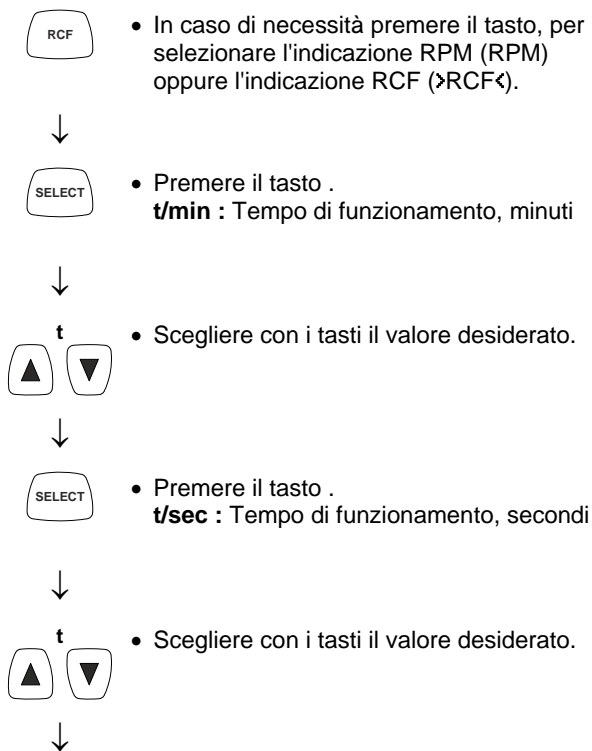 RCF
• In caso di necessità premere il tasto, per
selezionare l'indicazione RPM (RPM)
oppure l'indicazione RCF (>RCF<).
↓
SELECT
• Premere il tasto .
t/min : Tempo di funzionamento, minuti
↓
t
▲ ▼
• Scegliere con i tasti il valore desiderato.
↓
SELECT
• Premere il tasto .
t/sec : Tempo di funzionamento, secondi
↓
t
▲ ▼
• Scegliere con i tasti il valore desiderato.
↓